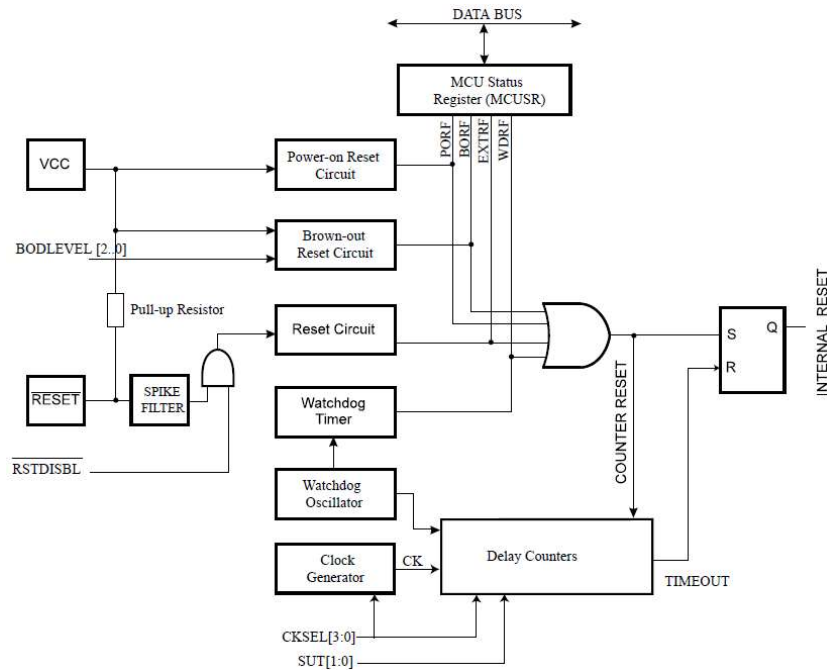 DATA BUS
MCU Status
Register (MCUSR)
PORF
BORF
EXTRF
WDRF
VCC
Power-on Reset
Circuit
Brown-out
Reset Circuit
BODLEVEL [2..0]
Pull-up Resistor
Reset Circuit
RESET
SPIKE
FILTER
RSTDISBL
Watchdog
Timer
Watchdog
Oscillator
Clock
Generator
CK
Delay Counters
CKSEL[3:0]
SUT[1:0]
COUNTER RESET
TIMEOUT
S
Q
R
INTERNAL RESET